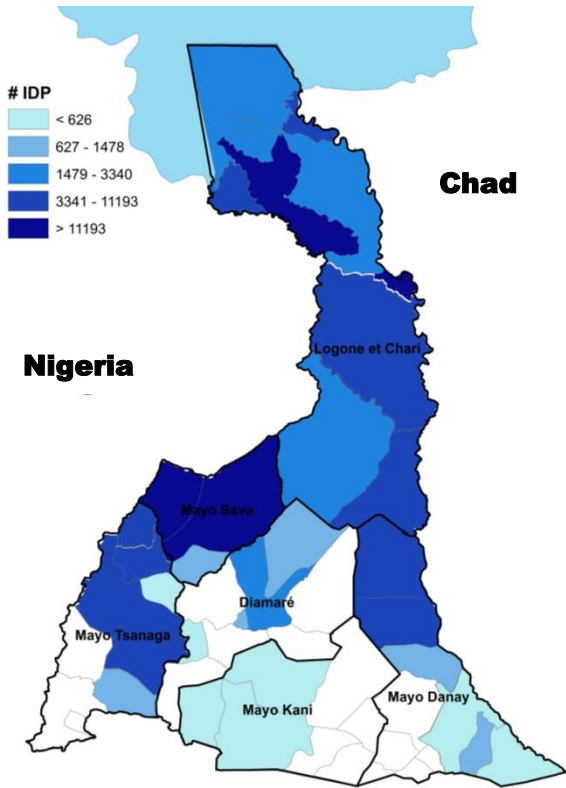 # IDP
< 626
627 - 1478
1479 - 3340
3341 - 11193
> 11193
Chad
Logone et Chari
Nigeria
Mayo Sava
Diamaré
Mayo Tsanaga
Mayo Kani
Mayo Danay